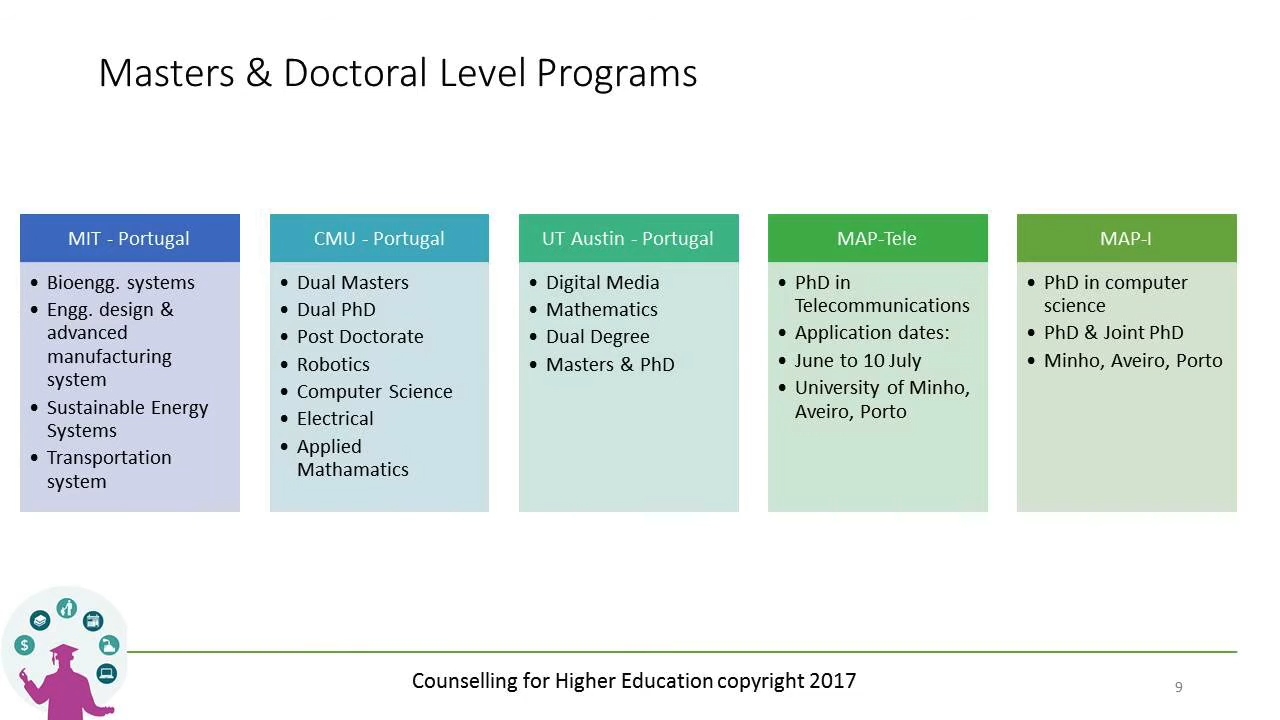 Masters & Doctoral Level Programs
MIT - Portugal
• Bioengg. systems
• Engg. design &
advanced
manufacturing
system
• Sustainable Energy
Systems
• Transportation
system
CMU - Portugal
• Dual Masters
• Dual PhD
• Post Doctorate
• Robotics
• Computer Science
• Electrical
• Applied
Mathamatics
UT Austin - Portugal
• Digital Media
• Mathematics
• Dual Degree
• Masters & PhD
MAP-Tele
• PhD in
Telecommunications
• Application dates:
• June to 10 July
• University of Minho,
Aveiro, Porto
MAP-I
• PhD in computer
science
• PhD & Joint PhD
• Minho, Aveiro, Porto
$
Counselling for Higher Education copyright 2017
9